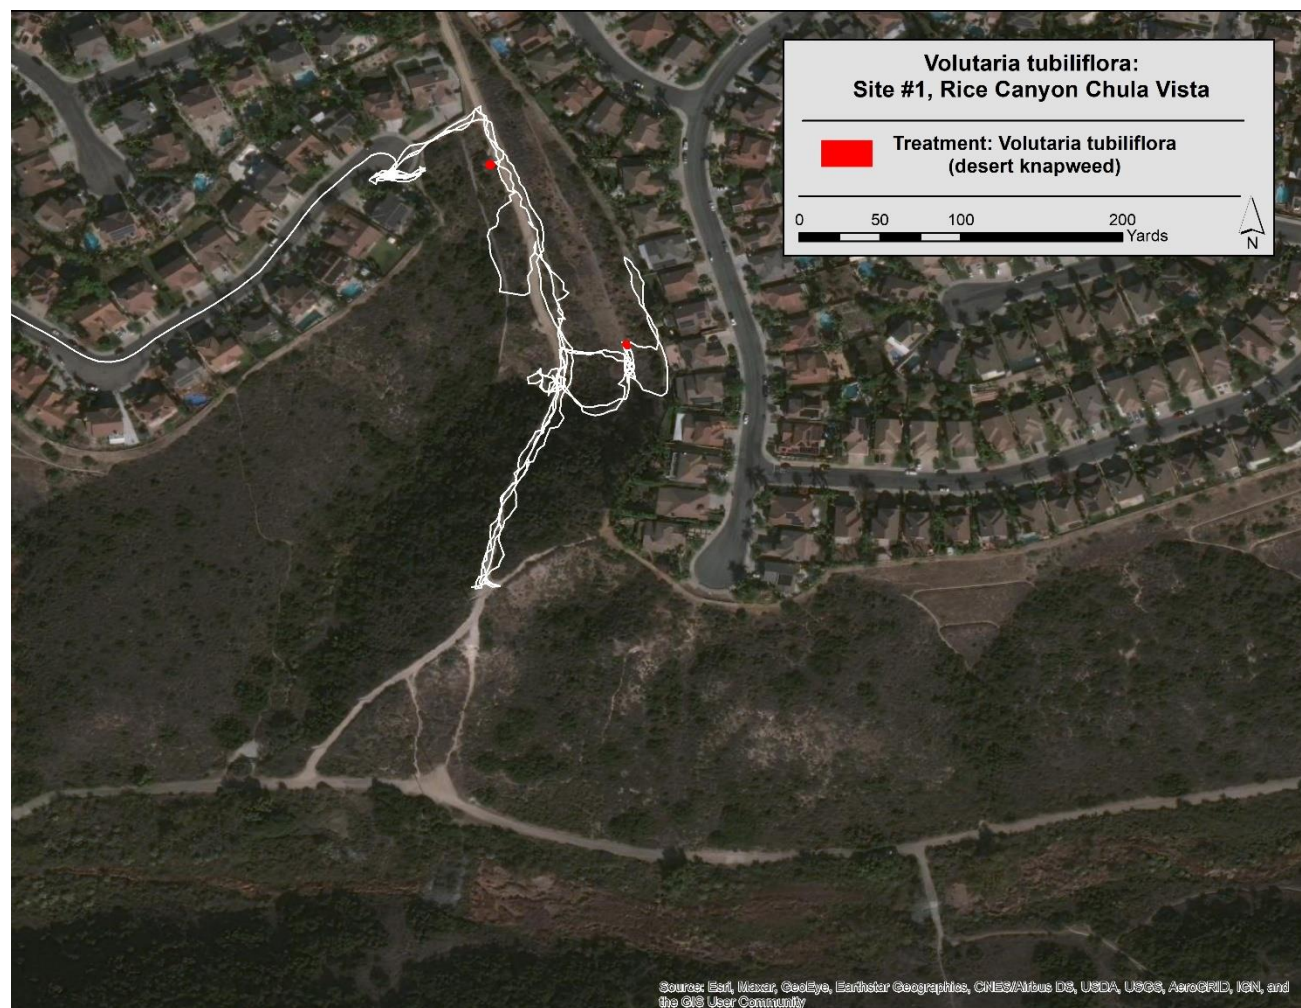 Volutaria tubiliflora:
Site #1, Rice Canyon Chula Vista
Treatment: Volutaria tubiliflora
(desert knapweed)
0 50 100 200
Yards
N
Source: Esri, Maxar, GeoEye, Earthstar Geographics, CNES/Airbus DS, USDA, USGS, AeroGRID, IGN, and
the GIS User Community